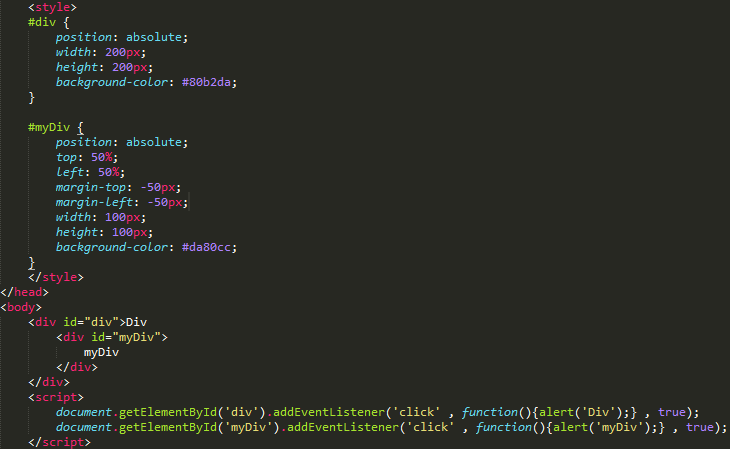 <style>
#div {
position: absolute;
width: 200px;
height: 200px;
background-color: #80b2da;
}
#myDiv {
position: absolute;
top: 50%;
left: 50%;
margin-top: -50px;
margin-left: -50px;
width: 100px;
height: 100px;
background-color: #da80cc;
}
</style>
</head>
<body>
<div id="div">Div
<div id="myDiv">
myDiv
</div>
</div>
<script>
document.getElementById('div').addEventListener('click' , function(){alert('Div');} , true);
document.getElementById('myDiv').addEventListener('click' , function(){alert('myDiv');} , true);
</script>